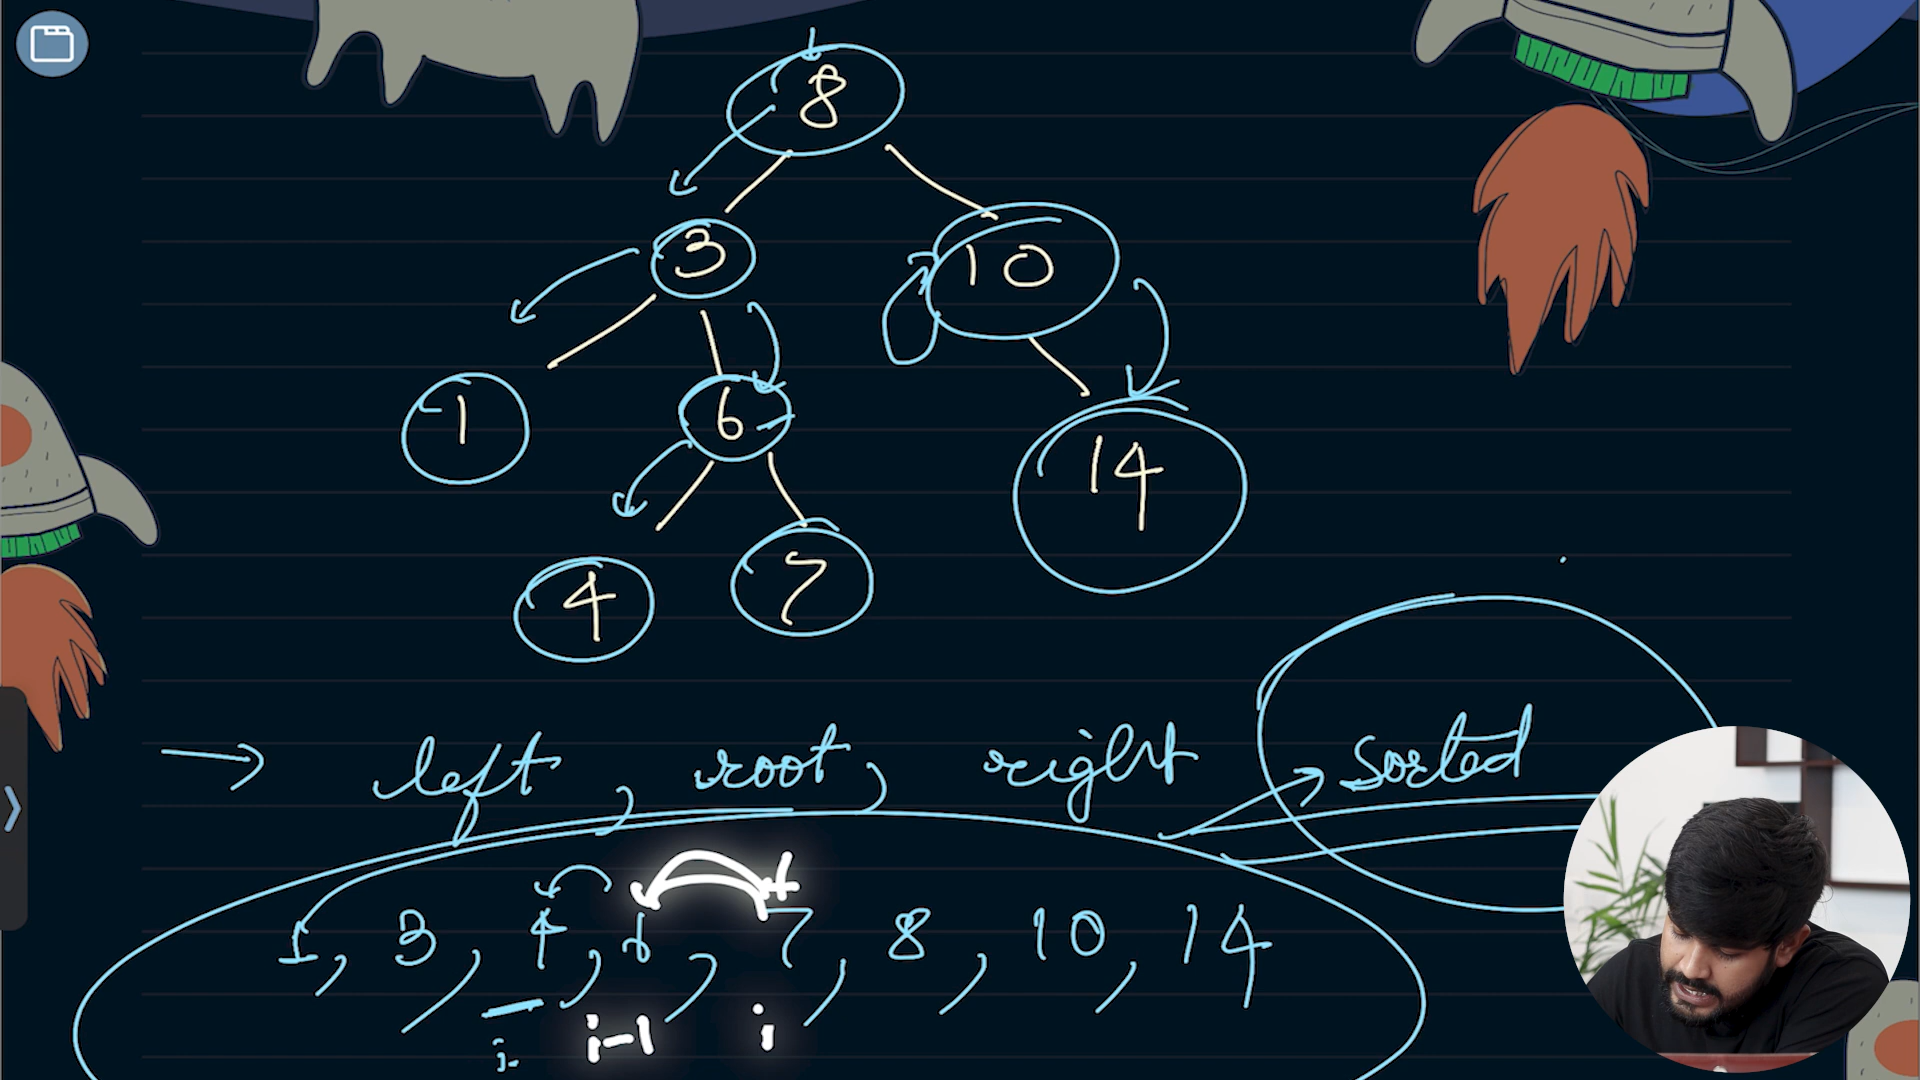 8
3 10
1 6 14
4 7
→ left, root, right → sorted
1, 3, 4, 6, 7, 8, 10, 14
i-1 i